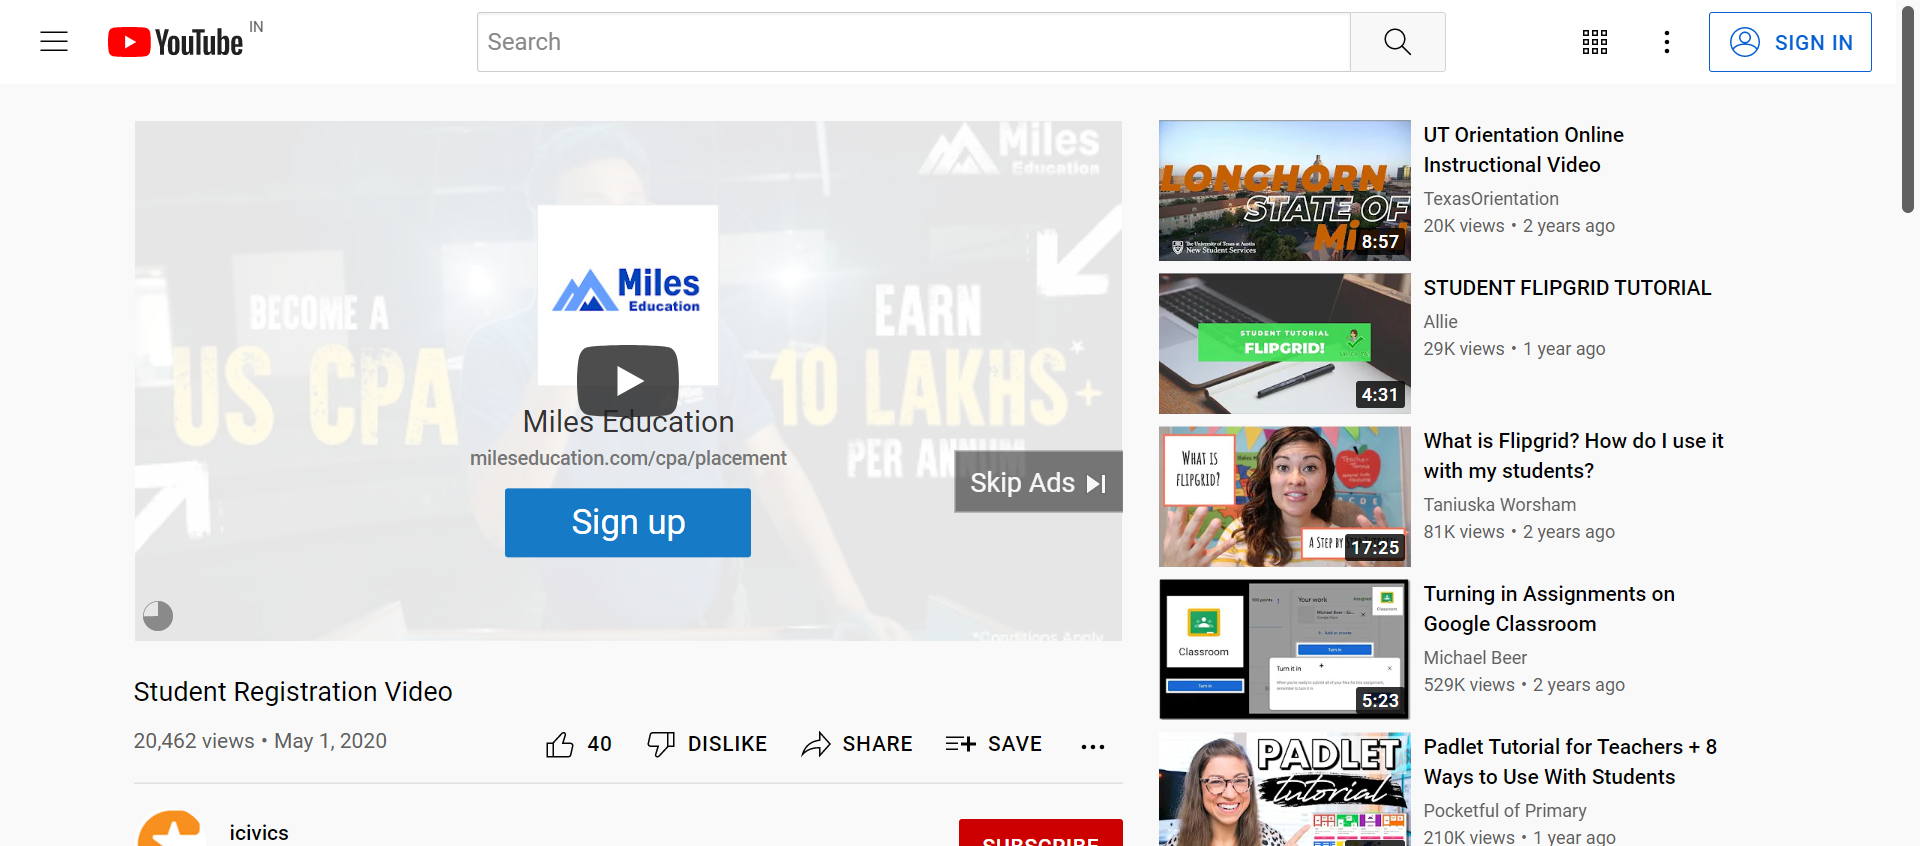 YouTube IN
Search
SIGN IN
Miles
Education
BECOME A
US CPA
EARN
10 LAKHS*+
PER ANNUM
Miles
Education
Miles Education
mileseducation.com/cpa/placement
Sign up
Skip Ads
*Conditions Apply
Student Registration Video
20,462 views • May 1, 2020
40
DISLIKE
SHARE
SAVE
icivics
SUBSCRIBE
LONGHORN
STATE OF
The University of Texas at Austin
New Student Services
8:57
UT Orientation Online
Instructional Video
TexasOrientation
20K views • 2 years ago
STUDENT TUTORIAL
FLIPGRID!
4:31
STUDENT FLIPGRID TUTORIAL
Allie
29K views • 1 year ago
WHAT IS
FLIPGRID?
A STEP BY
17:25
What is Flipgrid? How do I use it
with my students?
Taniuska Worsham
81K views • 2 years ago
Classroom
Turn in
Your work
Classroom
Turn in
Turn it in
5:23
Turning in Assignments on
Google Classroom
Michael Beer
529K views • 2 years ago
PADLET
tutorial
Padlet Tutorial for Teachers + 8
Ways to Use With Students
Pocketful of Primary
210K views • 1 year ago